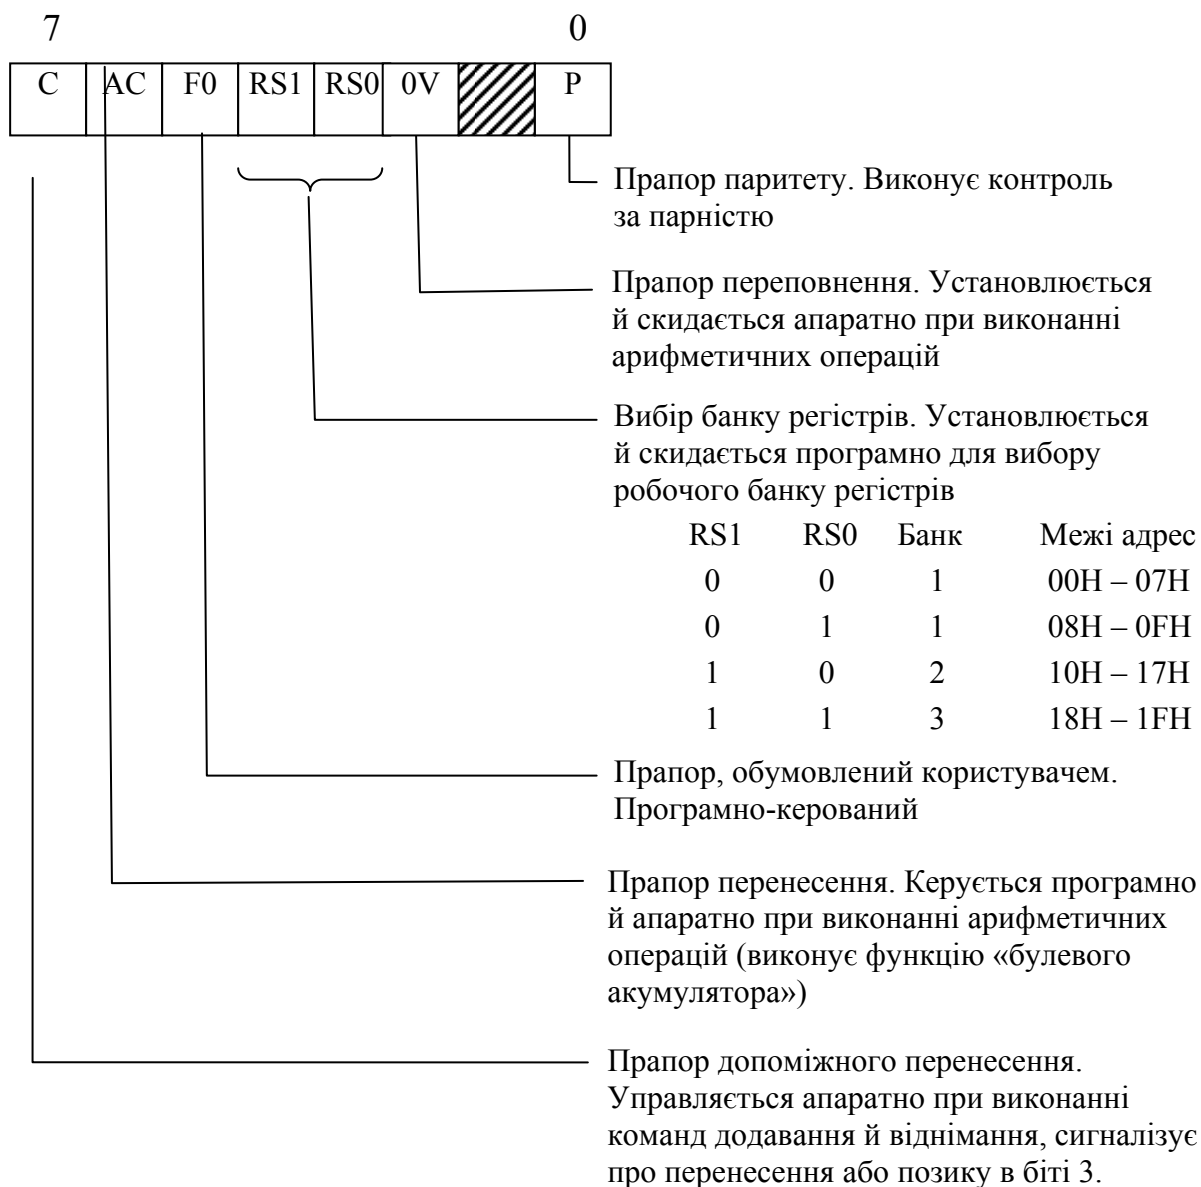 7 0
C AC F0 RS1 RS0 0V P
Прапор паритету. Виконує контроль
за парністю
Прапор переповнення. Установлюється
й скидається апаратно при виконанні
арифметичних операцій
Вибір банку регістрів. Установлюється
й скидається програмно для вибору
робочого банку регістрів
RS1 RS0 Банк Межі адрес
0 0 1 00H – 07H
0 1 1 08H – 0FH
1 0 2 10H – 17H
1 1 3 18H – 1FH
Прапор, обумовлений користувачем.
Програмно-керований
Прапор перенесення. Керується програмно
й апаратно при виконанні арифметичних
операцій (виконує функцію «булевого
акумулятора»)
Прапор допоміжного перенесення.
Управляється апаратно при виконанні
команд додавання й віднімання, сигналізує
про перенесення або позику в біті 3.